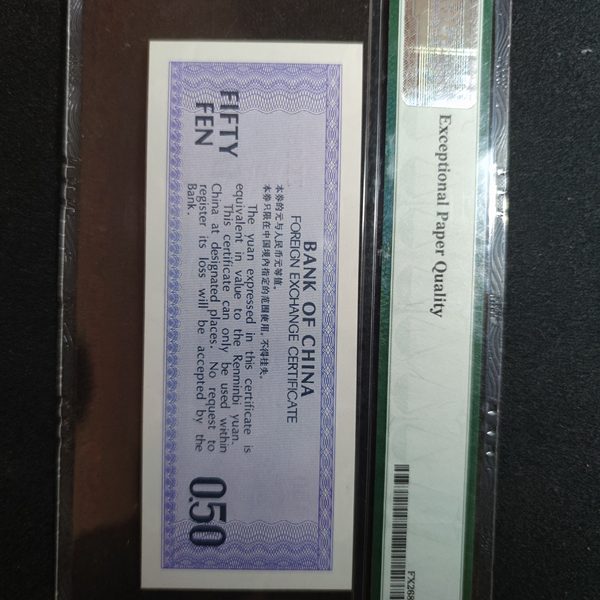 Exceptional Paper Quality
BANK OF CHINA
FOREIGN EXCHANGE CERTIFICATE
本券的元与人民币元等值。
本券只限在中国境内指定的范围使用，不得挂失。
The yuan expressed in this certificate is
equivalent in value to the Renminbi yuan.
This certificate can only be used within
China at designated places. No request to
register its loss will be accepted by the
Bank.
FIFTY
FEN
0.50